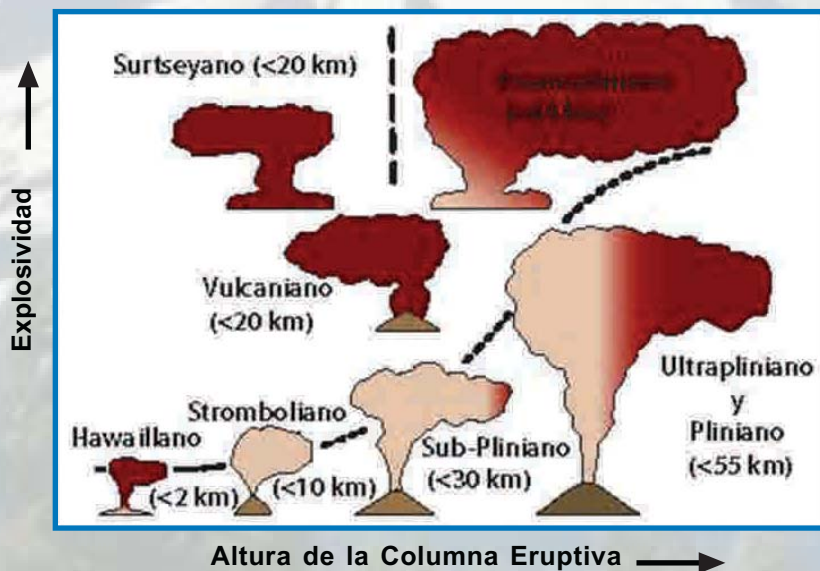 Surtseyano (<20 km)
Explosividad
Vulcaniano
(<20 km)
Ultrapliniano
y
Pliniano
(<55 km)
Stromboliano
Hawaillano
Sub-Pliniano
(<2 km)
(<10 km)
(<30 km)
Altura de la Columna Eruptiva